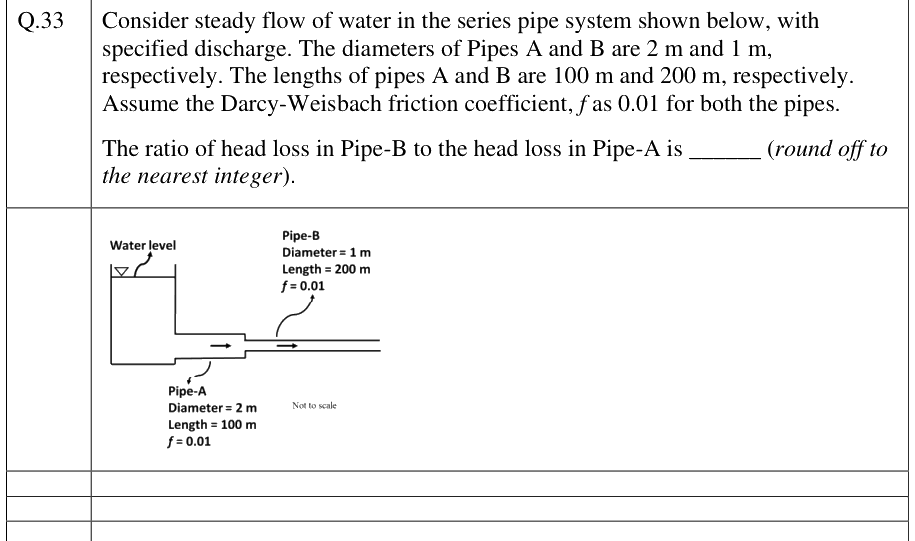 Q.33 Consider steady flow of water in the series pipe system shown below, with
specified discharge. The diameters of Pipes A and B are 2 m and 1 m,
respectively. The lengths of pipes A and B are 100 m and 200 m, respectively.
Assume the Darcy-Weisbach friction coefficient, f as 0.01 for both the pipes.
The ratio of head loss in Pipe-B to the head loss in Pipe-A is ______ (round off to
the nearest integer).
Water level
Pipe-B
Diameter = 1 m
Length = 200 m
f = 0.01
Pipe-A
Diameter = 2 m
Length = 100 m
f = 0.01
Not to scale